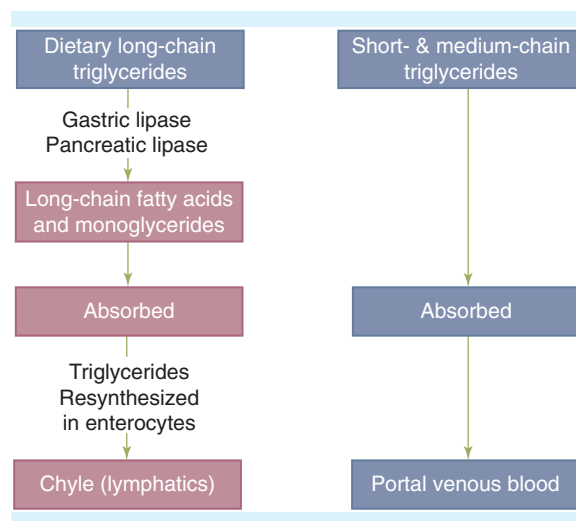 Dietary long-chain
triglycerides
Gastric lipase
Pancreatic lipase
Long-chain fatty acids
and monoglycerides
Absorbed
Triglycerides
Resynthesized
in enterocytes
Chyle (lymphatics)
Short- & medium-chain
triglycerides
Absorbed
Portal venous blood